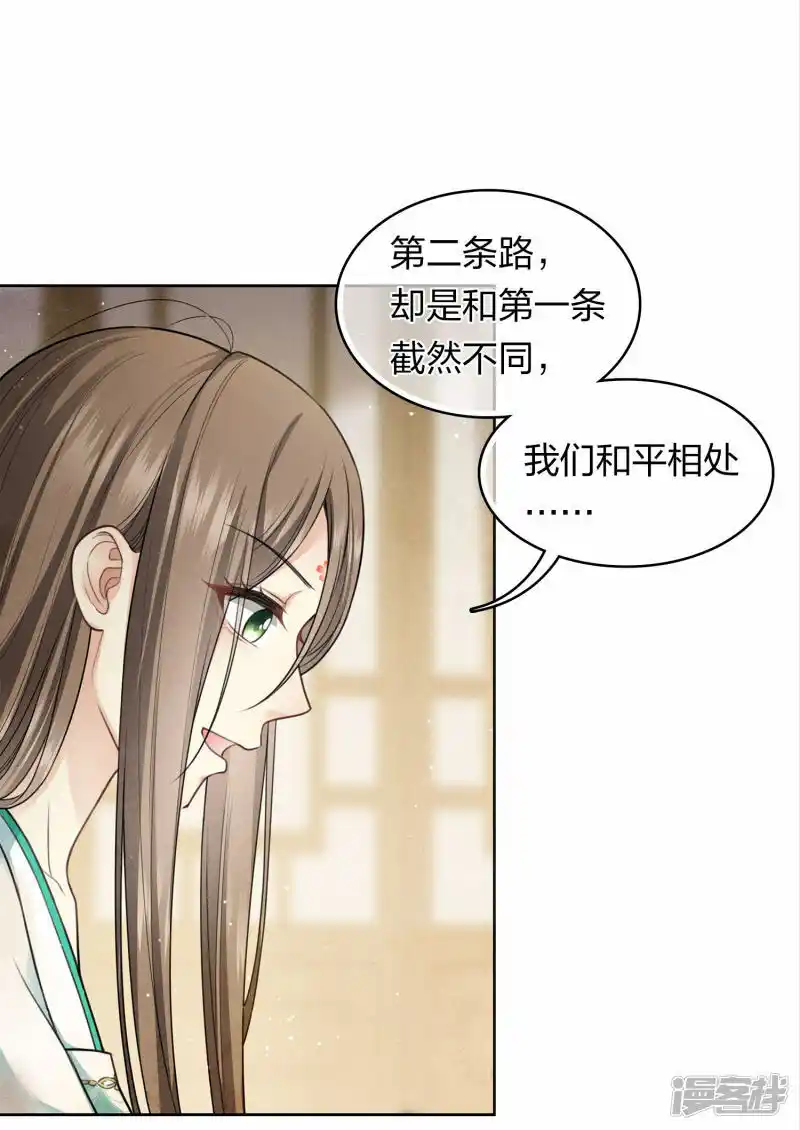 第二条路，
却是和第一条
截然不同，
我们和平相处
……
漫客栈